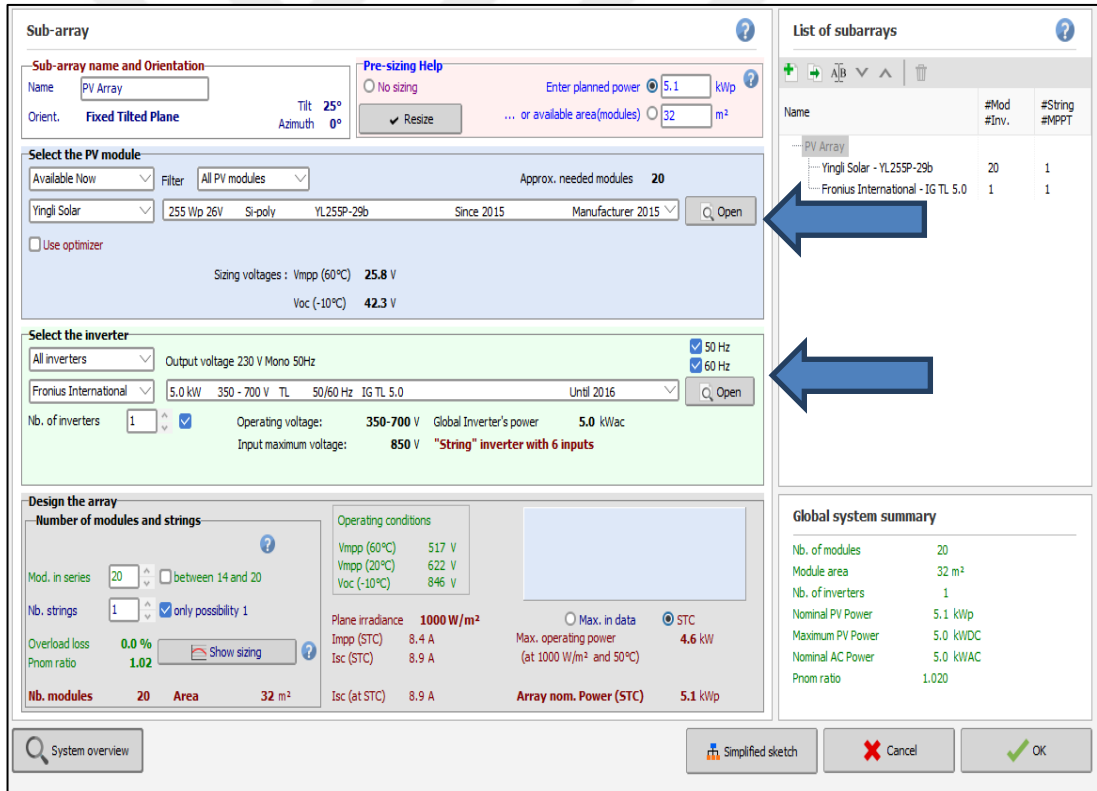 Sub-array
Sub-array name and Orientation
Name PV Array
Orient. Fixed Tilted Plane
Tilt 25°
Azimuth 0°
Pre-sizing Help
No sizing
Enter planned power 5.1 kWp
Resize
... or available area(modules) 32 m²
Select the PV module
Available Now Filter All PV modules Approx. needed modules 20
Yingli Solar 255 Wp 26V Si-poly YL255P-29b Since 2015 Manufacturer 2015 Open
Use optimizer
Sizing voltages : Vmpp (60°C) 25.8 V
Voc (-10°C) 42.3 V
Select the inverter
All inverters Output voltage 230 V Mono 50Hz
50 Hz
60 Hz
Fronius International 5.0 kW 350 - 700 V TL 50/60 Hz IG TL 5.0 Until 2016 Open
Nb. of inverters 1 Operating voltage: 350-700 V Global Inverter's power 5.0 kWac
Input maximum voltage: 850 V "String" inverter with 6 inputs
Design the array
Number of modules and strings
Mod. in series 20 between 14 and 20
Nb. strings 1 only possibility 1
Overload loss 0.0 %
Pnom ratio 1.02
Show sizing
Nb. modules 20 Area 32 m²
Operating conditions
Vmpp (60°C) 517 V
Vmpp (20°C) 622 V
Voc (-10°C) 846 V
Plane irradiance 1000 W/m²
Impp (STC) 8.4 A
Isc (STC) 8.9 A
Isc (at STC) 8.9 A
Max. in data STC
Max. operating power 4.6 kW
(at 1000 W/m² and 50°C)
Array nom. Power (STC) 5.1 kWp
List of subarrays
AB
Name #Mod #String
#Inv. #MPPT
PV Array
Yingli Solar - YL255P-29b 20 1
Fronius International - IG TL 5.0 1 1
Global system summary
Nb. of modules 20
Module area 32 m²
Nb. of inverters 1
Nominal PV Power 5.1 kWp
Maximum PV Power 5.0 kWDC
Nominal AC Power 5.0 kWAC
Pnom ratio 1.020
System overview
Simplified sketch
Cancel
OK